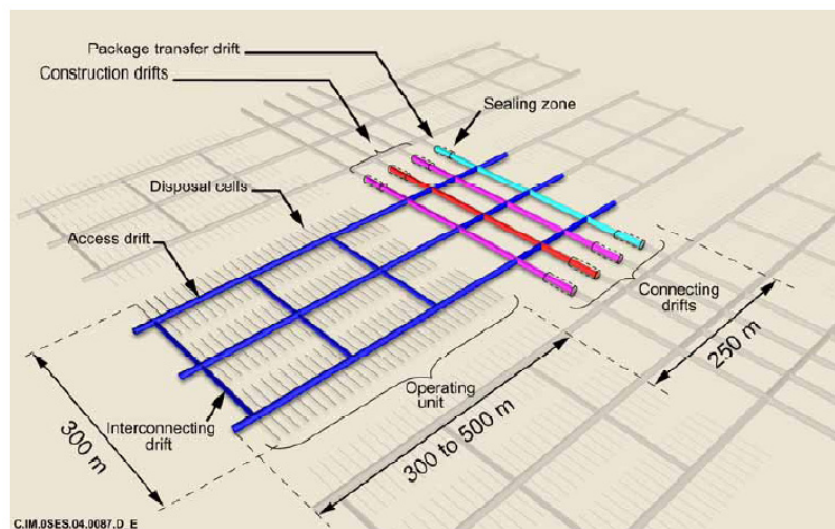 Package transfer drift
Construction drifts
Sealing zone
Disposal cells
Access drift
Connecting
drifts
250 m
Operating
unit
300 to 500 m
Interconnecting
drift
300 m
C.IM.0SES.04.0087.D E